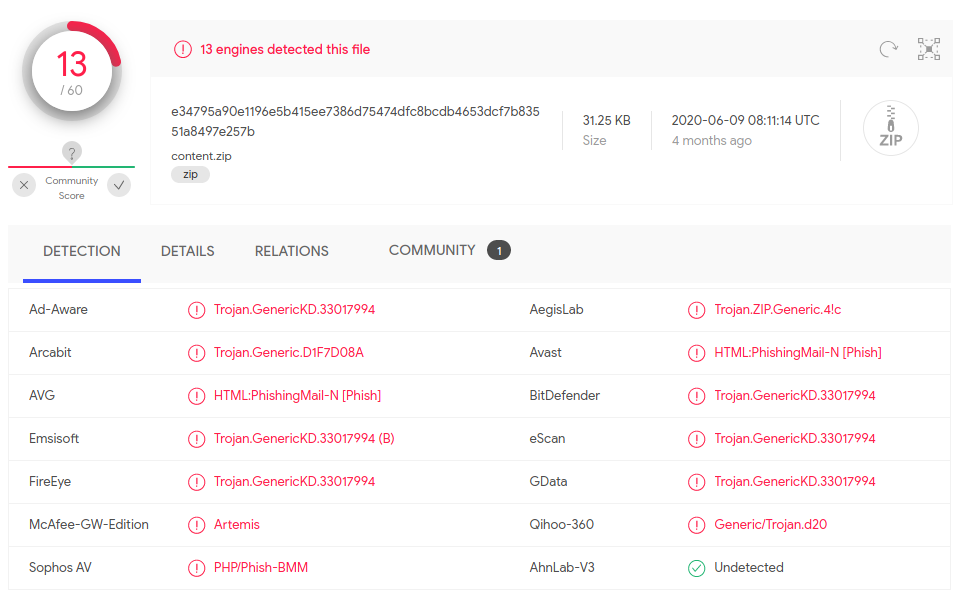 13
/ 60
?
Community
Score
13 engines detected this file
e34795a90e1196e5b415ee7386d75474dfc8bcdb4653dcf7b835
51a8497e257b
content.zip
zip
31.25 KB
Size
2020-06-09 08:11:14 UTC
4 months ago
ZIP
DETECTION DETAILS RELATIONS COMMUNITY 1
Ad-Aware Trojan.GenericKD.33017994 AegisLab Trojan.ZIP.Generic.4!c
Arcabit Trojan.Generic.D1F7D08A Avast HTML:PhishingMail-N [Phish]
AVG HTML:PhishingMail-N [Phish] BitDefender Trojan.GenericKD.33017994
Emsisoft Trojan.GenericKD.33017994 (B) eScan Trojan.GenericKD.33017994
FireEye Trojan.GenericKD.33017994 GData Trojan.GenericKD.33017994
McAfee-GW-Edition Artemis Qihoo-360 Generic/Trojan.d20
Sophos AV PHP/Phish-BMM AhnLab-V3 Undetected